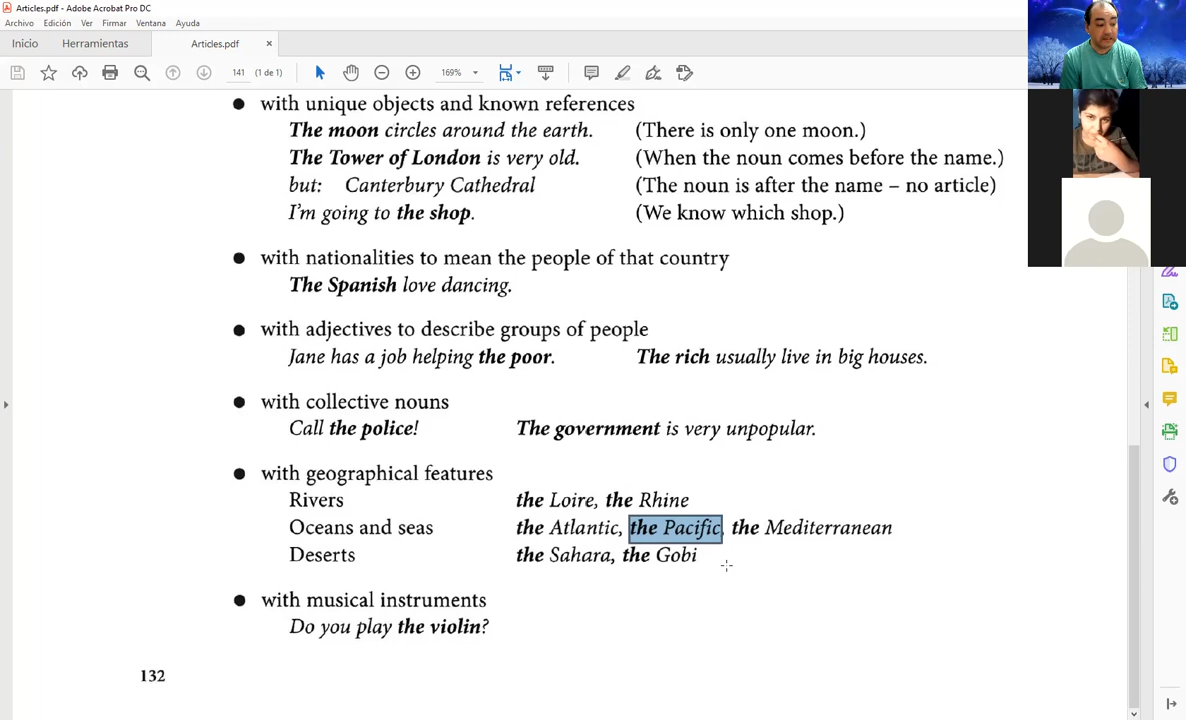 Articles.pdf - Adobe Acrobat Pro DC
Archivo Edición Ver Firmar Ventana Ayuda
Inicio Herramientas Articles.pdf ×
141 (1 de 1) 169%
● with unique objects and known references
The moon circles around the earth. (There is only one moon.)
The Tower of London is very old. (When the noun comes before the name.)
but: Canterbury Cathedral (The noun is after the name – no article)
I'm going to the shop. (We know which shop.)
● with nationalities to mean the people of that country
The Spanish love dancing.
● with adjectives to describe groups of people
Jane has a job helping the poor. The rich usually live in big houses.
● with collective nouns
Call the police! The government is very unpopular.
● with geographical features
Rivers the Loire, the Rhine
Oceans and seas the Atlantic, the Pacific, the Mediterranean
Deserts the Sahara, the Gobi
● with musical instruments
Do you play the violin?
132